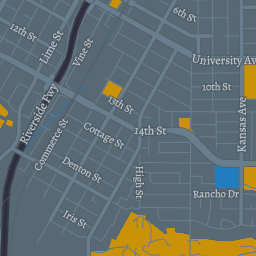 6th St
12th St
Lime St
Vine St
University Av
10th St
13th St
Kansas Ave
Riverside Fwy
14th St
Commerce St
Cottage St
Denton St
High St
Rancho Dr
Iris St